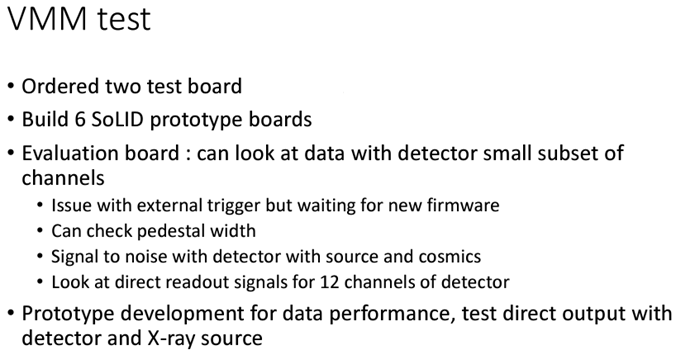 VMM test
• Ordered two test board
• Build 6 SoLID prototype boards
• Evaluation board : can look at data with detector small subset of
channels
• Issue with external trigger but waiting for new firmware
• Can check pedestal width
• Signal to noise with detector with source and cosmics
• Look at direct readout signals for 12 channels of detector
• Prototype development for data performance, test direct output with
detector and X-ray source